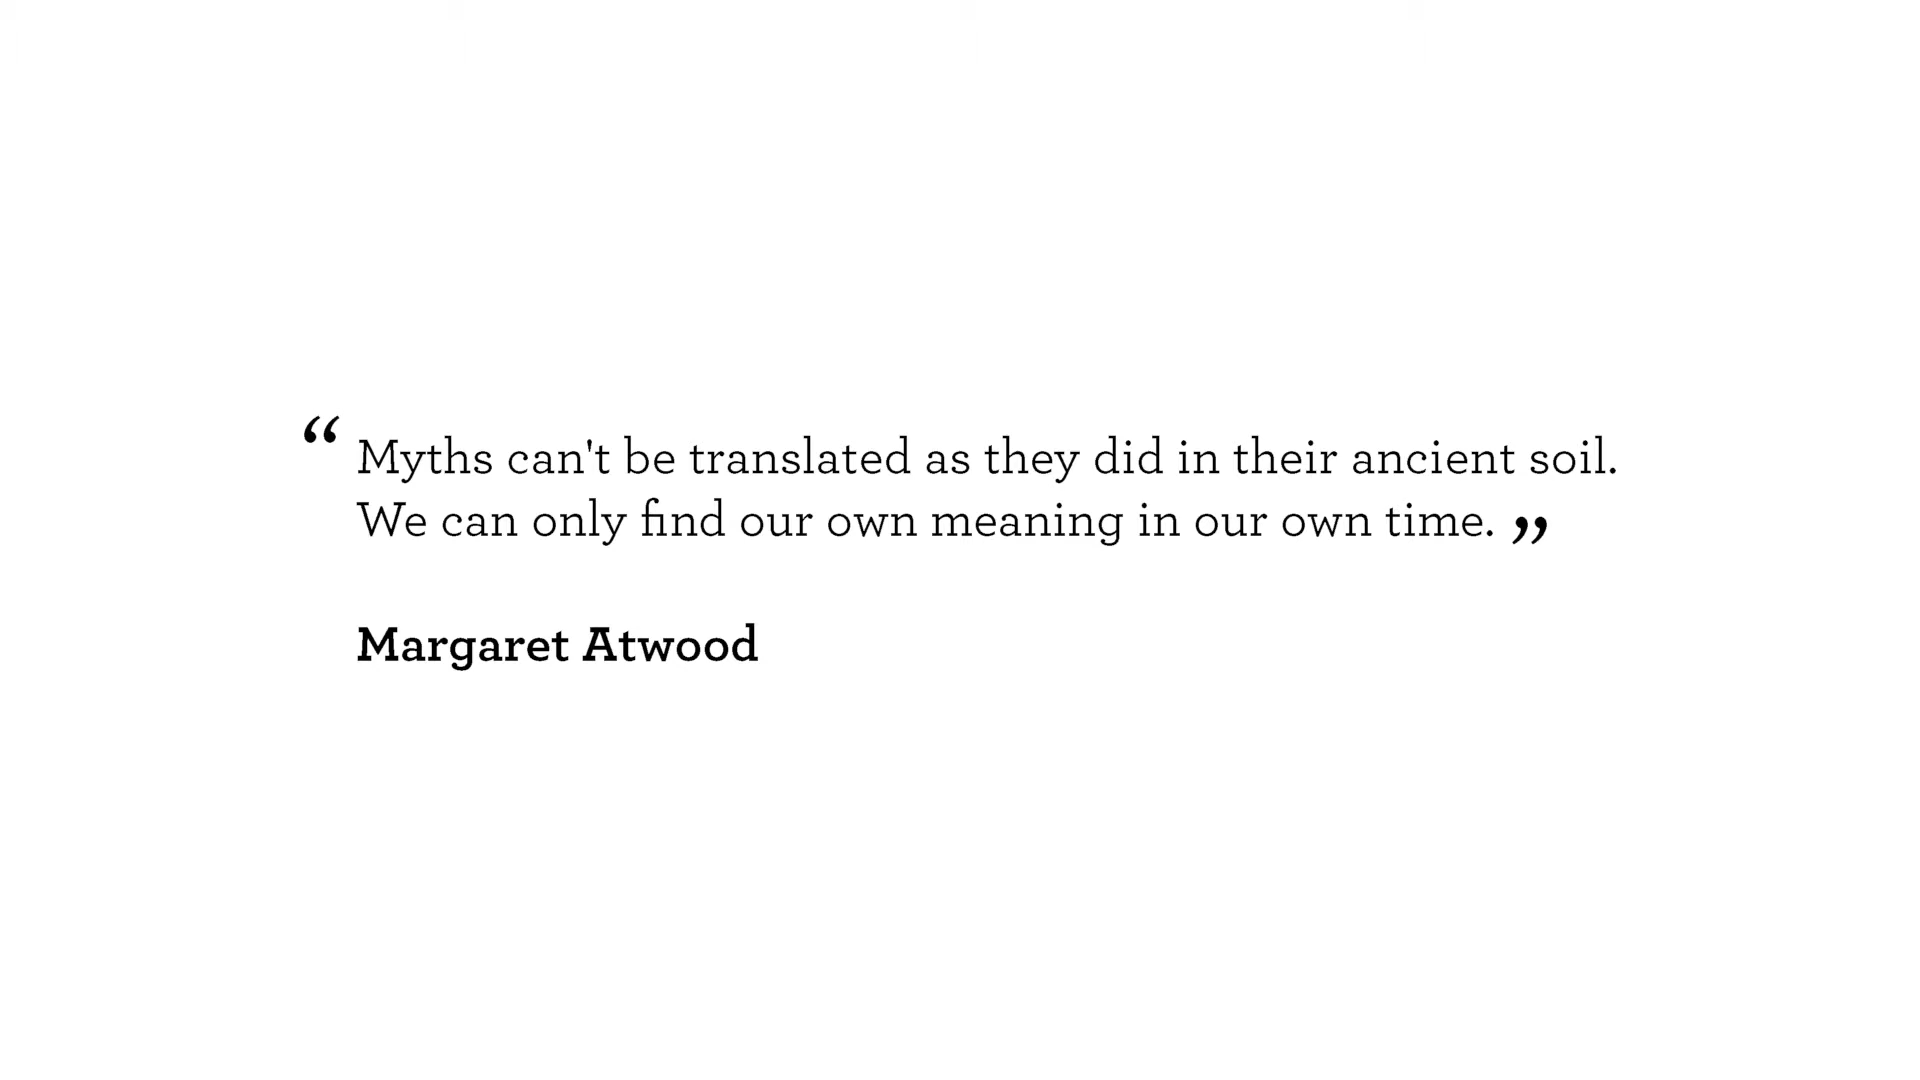 “Myths can't be translated as they did in their ancient soil.
We can only find our own meaning in our own time.”
Margaret Atwood